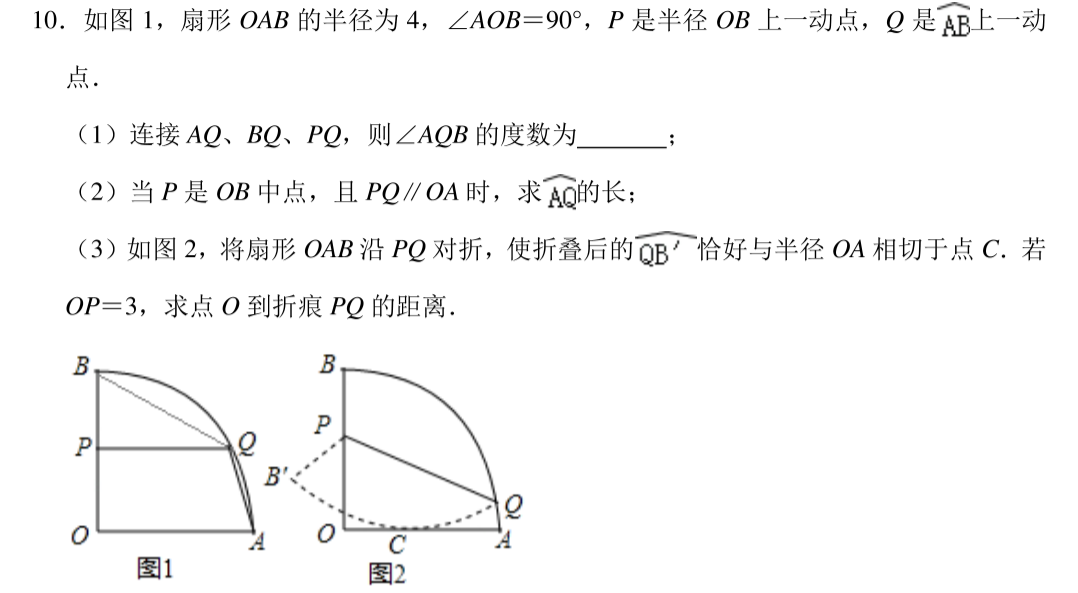 10．如图 1，扇形 OAB 的半径为 4，∠AOB＝90°，P 是半径 OB 上一动点，Q 是AB上一动
点．
（1）连接 AQ、BQ、PQ，则∠AQB 的度数为______；
（2）当 P 是 OB 中点，且 PQ∥OA 时，求AQ的长；
（3）如图 2，将扇形 OAB 沿 PQ 对折，使折叠后的QB′恰好与半径 OA 相切于点 C．若
OP＝3，求点 O 到折痕 PQ 的距离．
B
P
Q
O
A
图1
B
P
B′
Q
O
C
A
图2